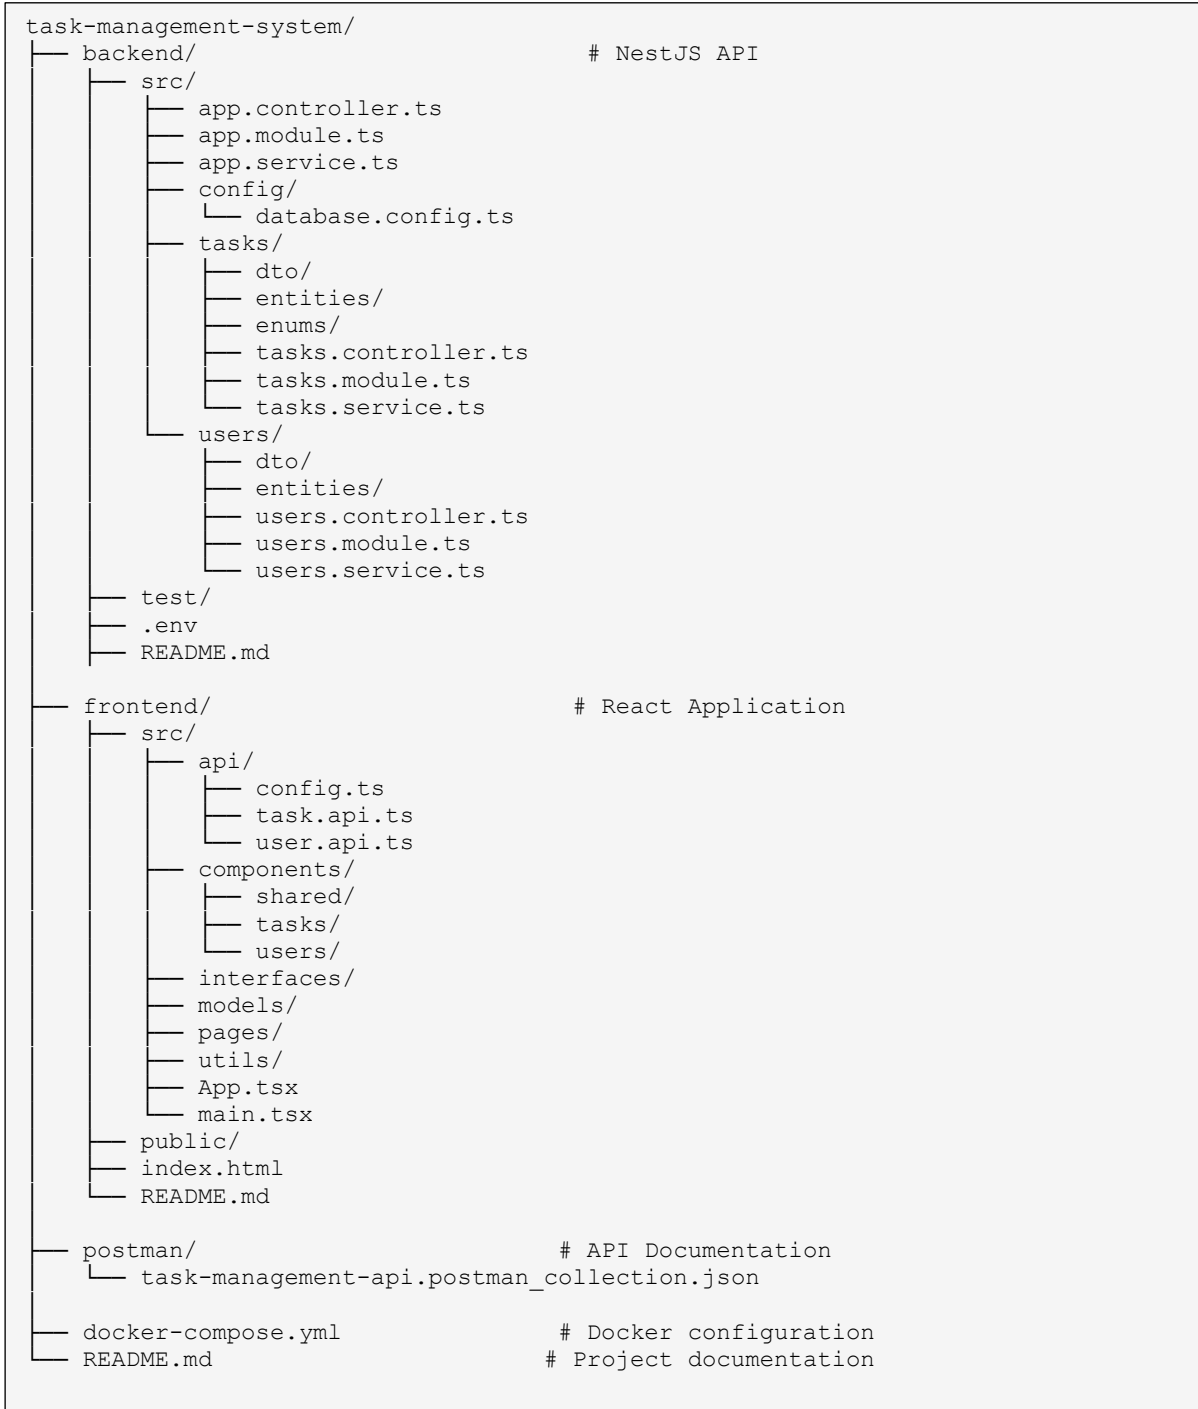 task-management-system/
├── backend/                           # NestJS API
│   ├── src/
│   │   ├── app.controller.ts
│   │   ├── app.module.ts
│   │   ├── app.service.ts
│   │   ├── config/
│   │   │   └── database.config.ts
│   │   ├── tasks/
│   │   │   ├── dto/
│   │   │   ├── entities/
│   │   │   ├── enums/
│   │   │   ├── tasks.controller.ts
│   │   │   ├── tasks.module.ts
│   │   │   └── tasks.service.ts
│   │   └── users/
│   │       ├── dto/
│   │       ├── entities/
│   │       ├── users.controller.ts
│   │       ├── users.module.ts
│   │       └── users.service.ts
│   ├── test/
│   ├── .env
│   ├── README.md
│
├── frontend/                         # React Application
│   ├── src/
│   │   ├── api/
│   │   │   ├── config.ts
│   │   │   ├── task.api.ts
│   │   │   └── user.api.ts
│   │   ├── components/
│   │   │   ├── shared/
│   │   │   ├── tasks/
│   │   │   └── users/
│   │   ├── interfaces/
│   │   ├── models/
│   │   ├── pages/
│   │   ├── utils/
│   │   ├── App.tsx
│   │   └── main.tsx
│   ├── public/
│   ├── index.html
│   └── README.md
│
├── postman/                         # API Documentation
│   └── task-management-api.postman_collection.json
│
├── docker-compose.yml               # Docker configuration
└── README.md                       # Project documentation